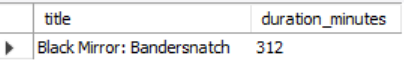 title duration_minutes
Black Mirror: Bandersnatch 312